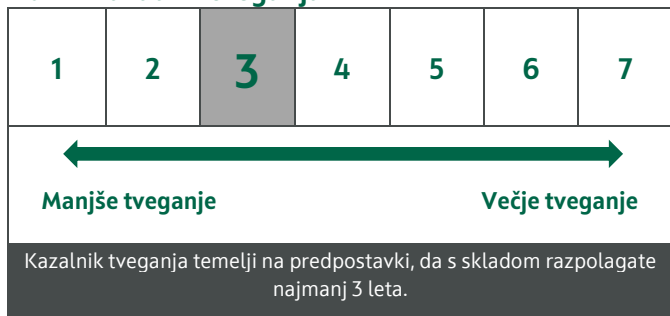 1 2 3 4 5 6 7
Manjše tveganje Večje tveganje
Kazalnik tveganja temelji na predpostavki, da s skladom razpolagate
najmanj 3 leta.